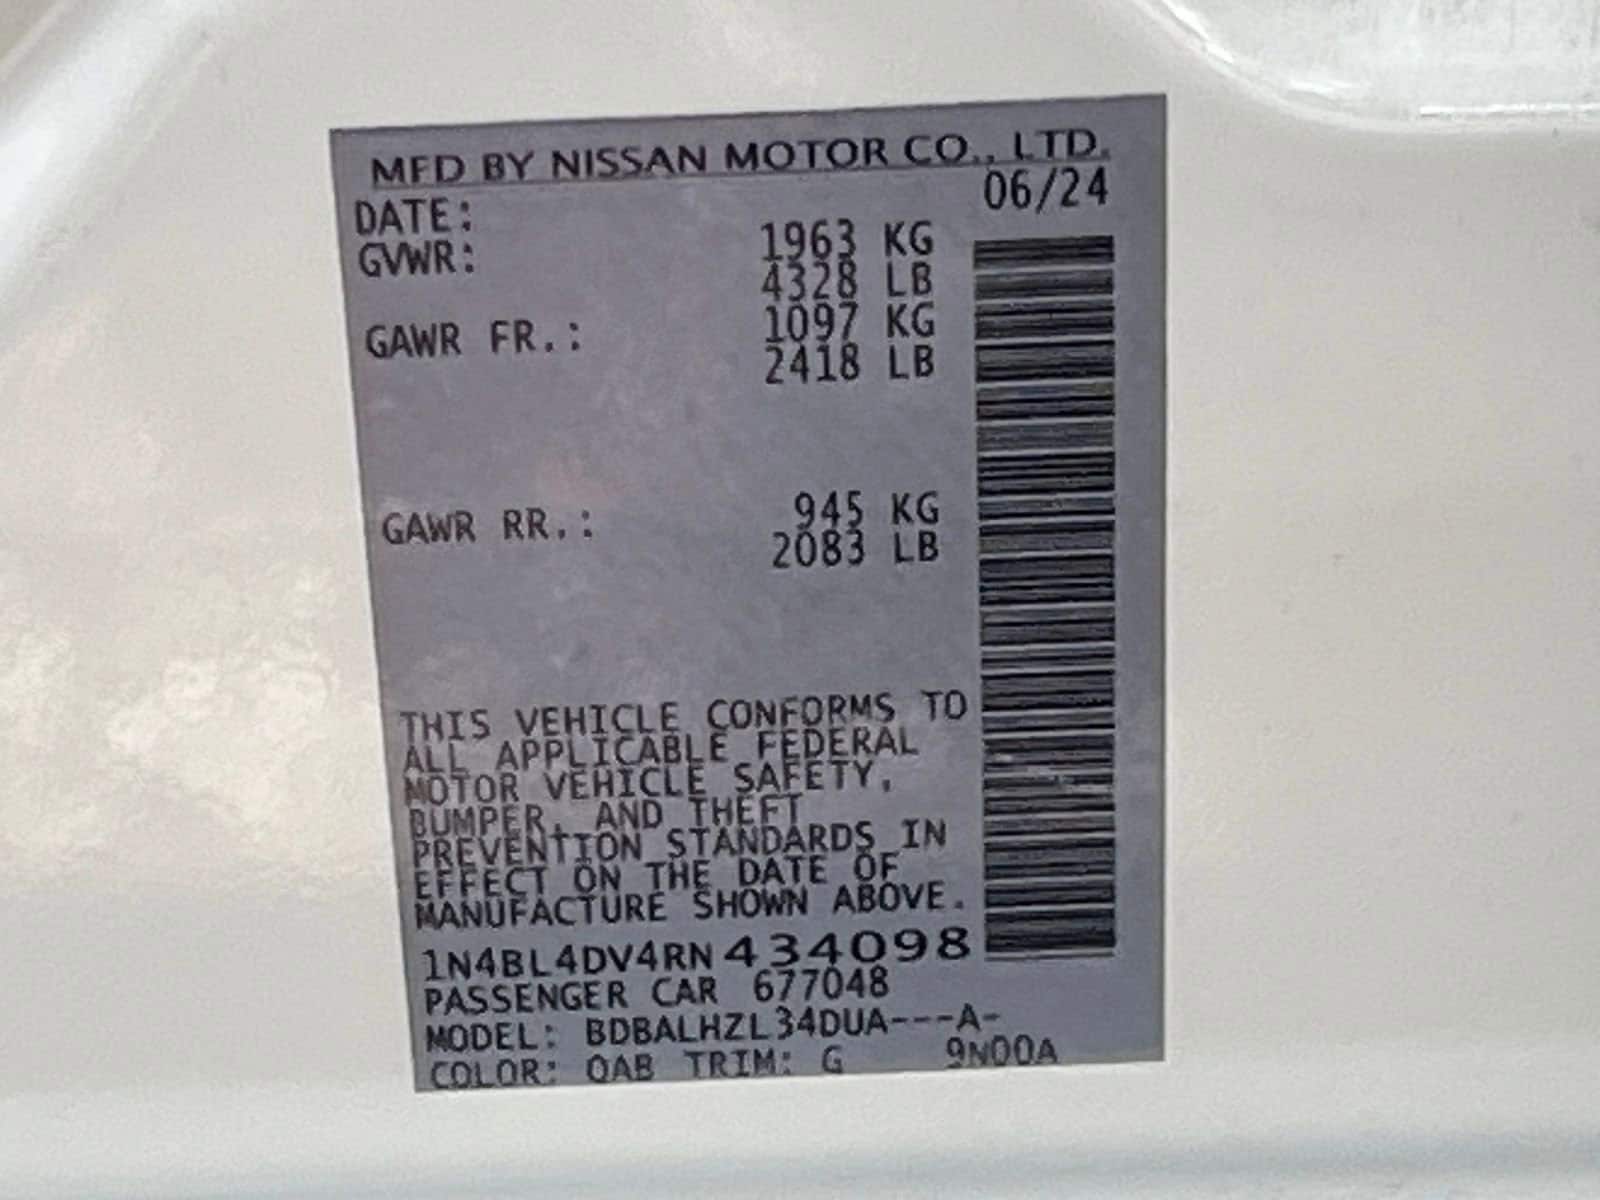 MFD BY NISSAN MOTOR CO., LTD.
DATE: 06/24
GVWR: 1963 KG
4328 LB
GAWR FR.: 1097 KG
2418 LB
GAWR RR.: 945 KG
2083 LB
THIS VEHICLE CONFORMS TO
ALL APPLICABLE FEDERAL
MOTOR VEHICLE SAFETY,
BUMPER, AND THEFT
PREVENTION STANDARDS IN
EFFECT ON THE DATE OF
MANUFACTURE SHOWN ABOVE.
1N4BL4DV4RN434098
PASSENGER CAR 677048
MODEL: BDBALHZL34DUA---A-
COLOR: QAB TRIM: G 9N00A